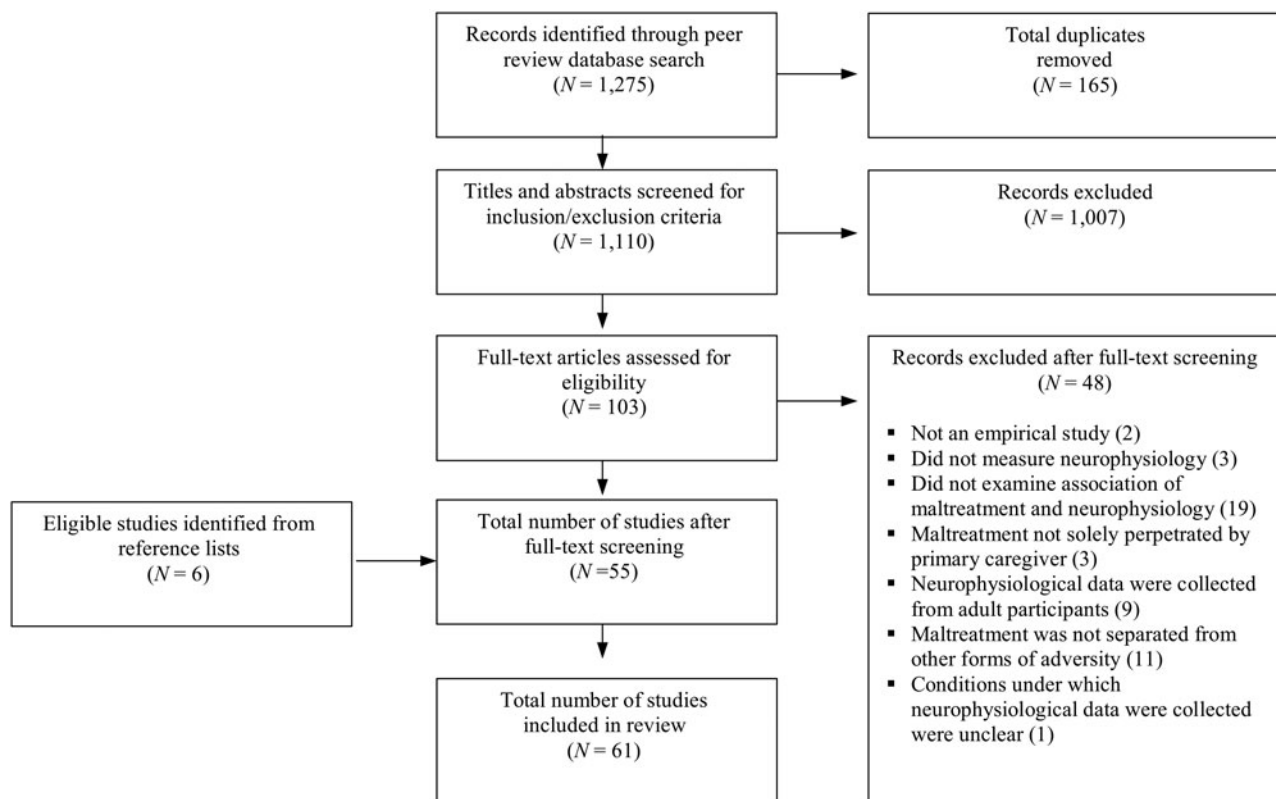 Records identified through peer
review database search
(N = 1,275)
Total duplicates
removed
(N = 165)
Titles and abstracts screened for
inclusion/exclusion criteria
(N = 1,110)
Records excluded
(N = 1,007)
Full-text articles assessed for
eligibility
(N = 103)
Records excluded after full-text screening
(N = 48)
▪ Not an empirical study (2)
▪ Did not measure neurophysiology (3)
▪ Did not examine association of
maltreatment and neurophysiology (19)
▪ Maltreatment not solely perpetrated by
primary caregiver (3)
▪ Neurophysiological data were collected
from adult participants (9)
▪ Maltreatment was not separated from
other forms of adversity (11)
▪ Conditions under which
neurophysiological data were collected
were unclear (1)
Eligible studies identified from
reference lists
(N = 6)
Total number of studies after
full-text screening
(N =55)
Total number of studies
included in review
(N = 61)